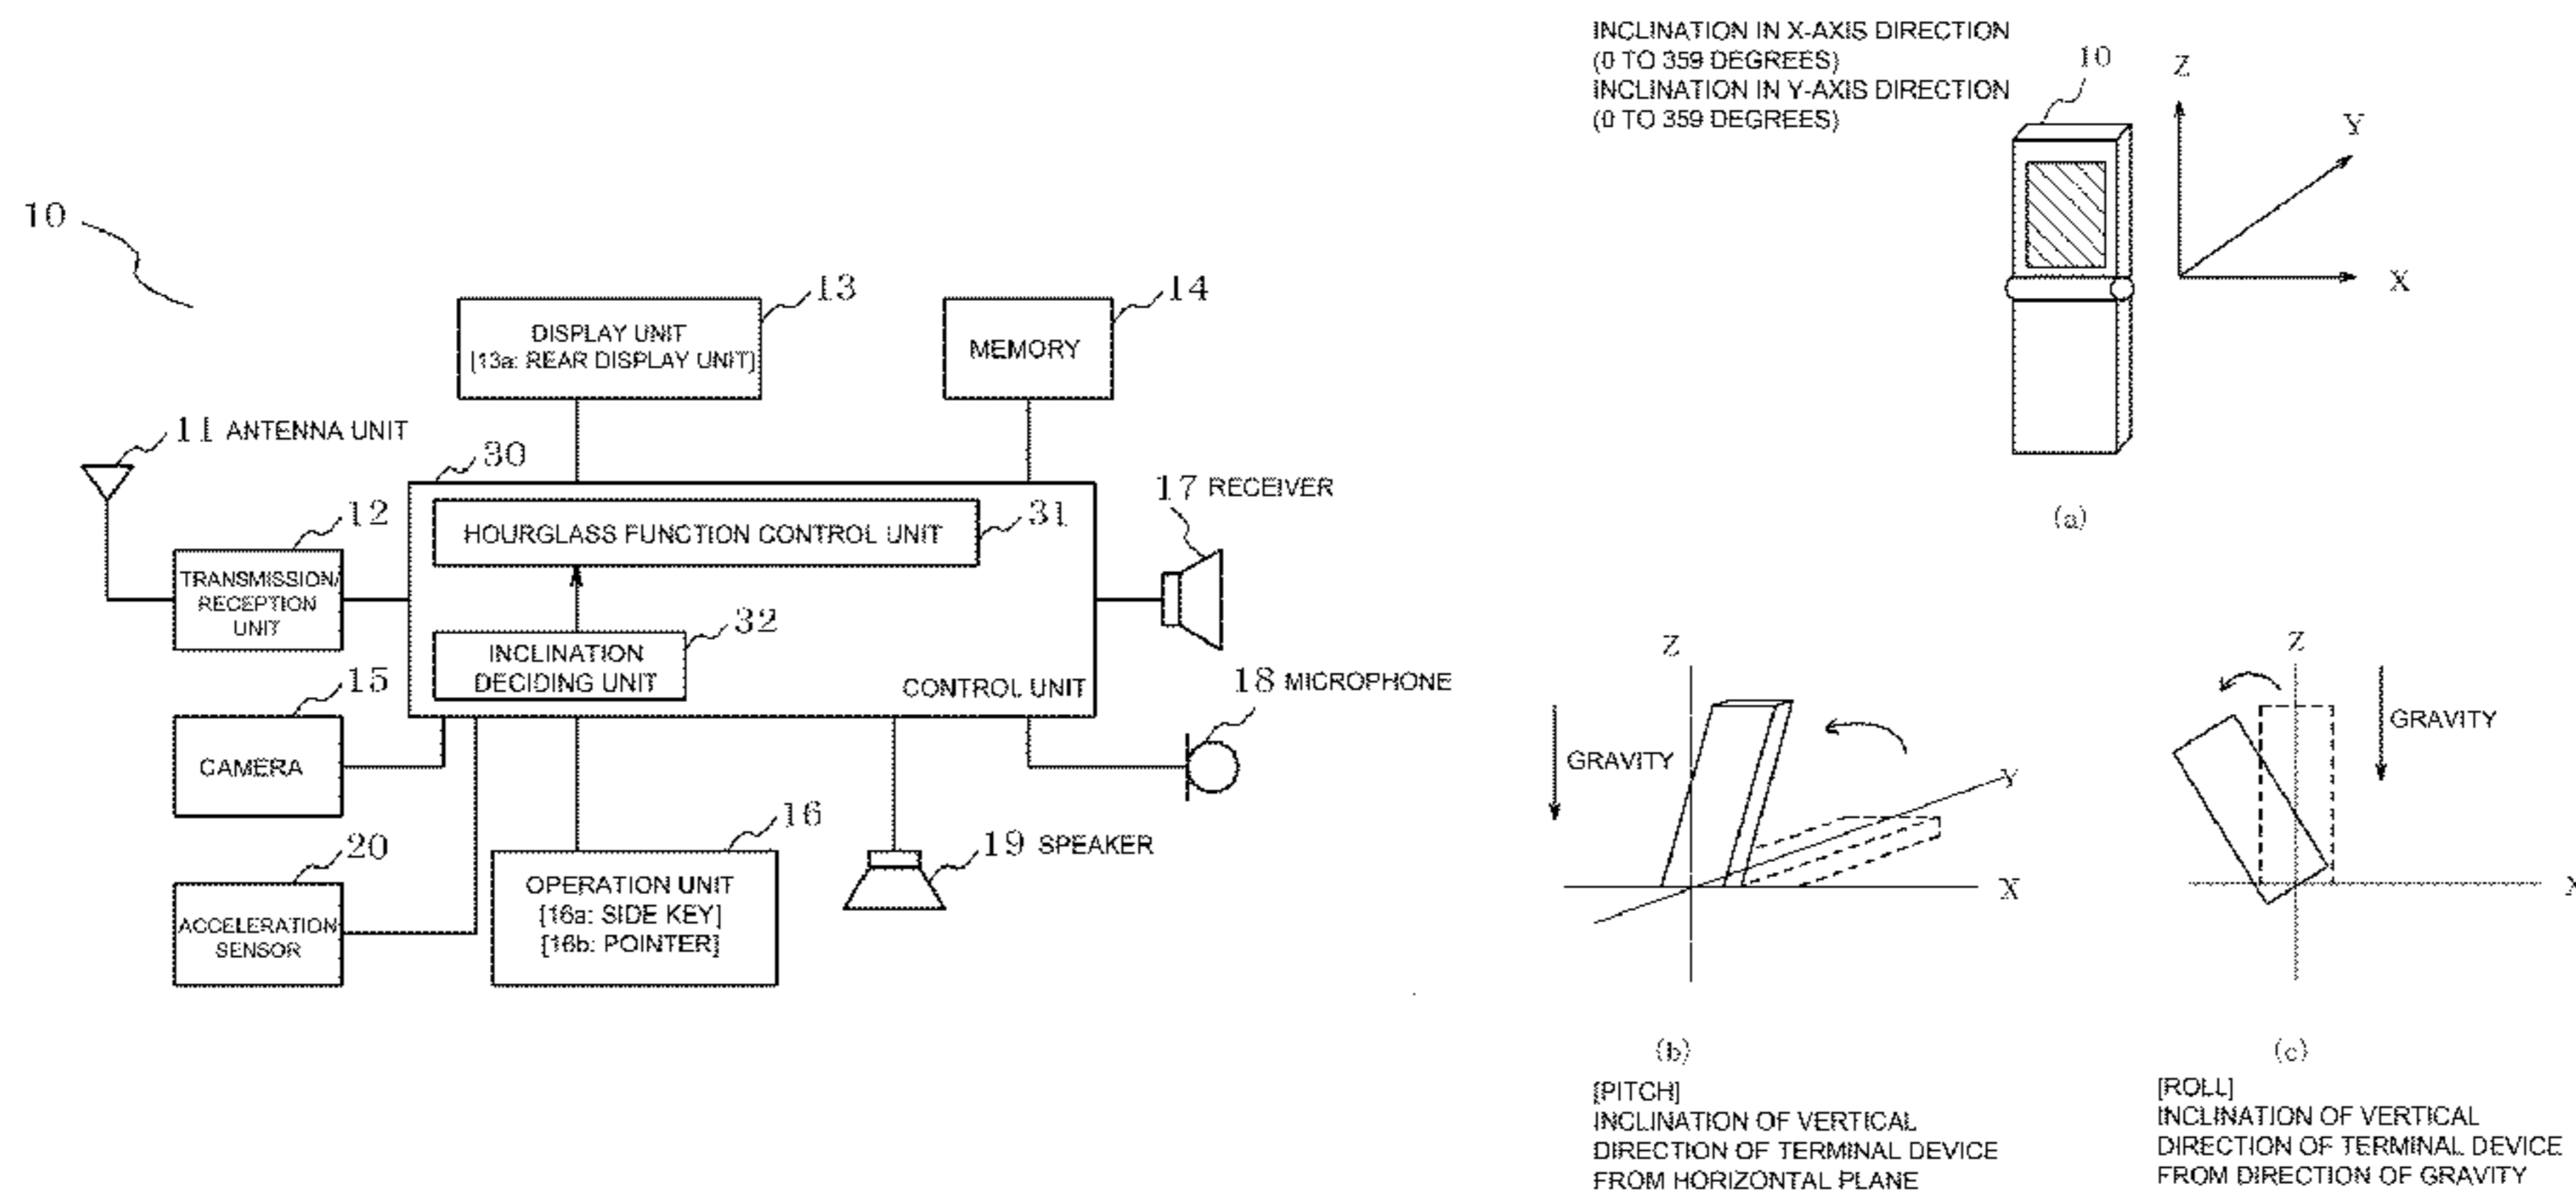 10
13
DISPLAY UNIT
[13a: REAR DISPLAY UNIT]
14
MEMORY
11 ANTENNA UNIT
30
12
TRANSMISSION/
RECEPTION
UNIT
HOURGLASS FUNCTION CONTROL UNIT
31
17 RECEIVER
32
INCLINATION
DECIDING UNIT
CONTROL UNIT
15
CAMERA
18 MICROPHONE
20
ACCELERATION
SENSOR
16
OPERATION UNIT
[16a: SIDE KEY]
[16b: POINTER]
19 SPEAKER
INCLINATION IN X-AXIS DIRECTION
(0 TO 359 DEGREES)
INCLINATION IN Y-AXIS DIRECTION
(0 TO 359 DEGREES)
10
Z
Y
X
(a)
Z
GRAVITY
Y
X
(b)
[PITCH]
INCLINATION OF VERTICAL
DIRECTION OF TERMINAL DEVICE
FROM HORIZONTAL PLANE
Z
GRAVITY
X
(c)
[ROLL]
INCLINATION OF VERTICAL
DIRECTION OF TERMINAL DEVICE
FROM DIRECTION OF GRAVITY